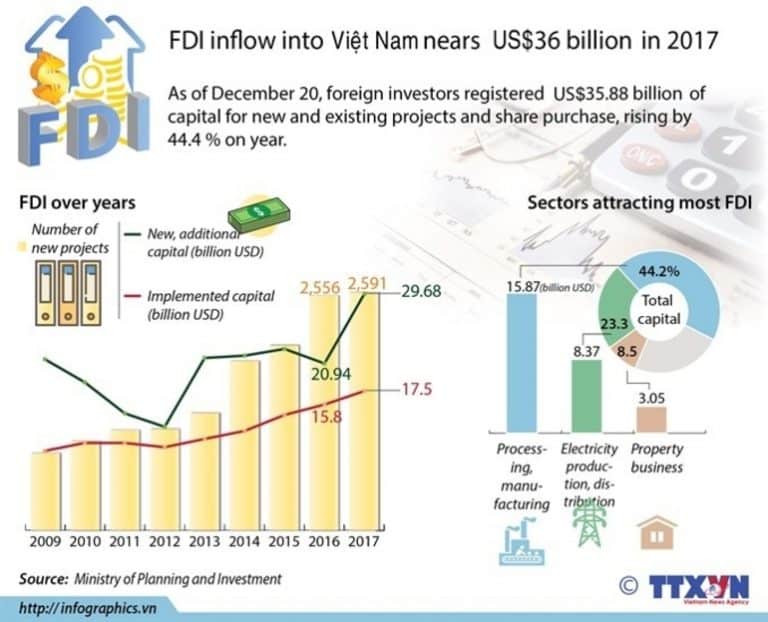 FDI inflow into Việt Nam nears US$36 billion in 2017
FDI
As of December 20, foreign investors registered US$35.88 billion of
capital for new and existing projects and share purchase, rising by
44.4 % on year.
FDI over years
Number of
new projects
New, additional
capital (billion USD)
Implemented capital
(billion USD)
2,556 2,591
29.68
20.94
17.5
15.8
2009 2010 2011 2012 2013 2014 2015 2016 2017
Sectors attracting most FDI
44.2%
15.87(billion USD)
Total
capital
23.3
8.37
8.5
3.05
Process-
ing,
manu-
facturing
Electricity
produc-
tion, dis-
tribution
Property
business
ONC
1
0
Source: Ministry of Planning and Investment
© TTXVN
Vietnam News Agency
http://infographics.vn